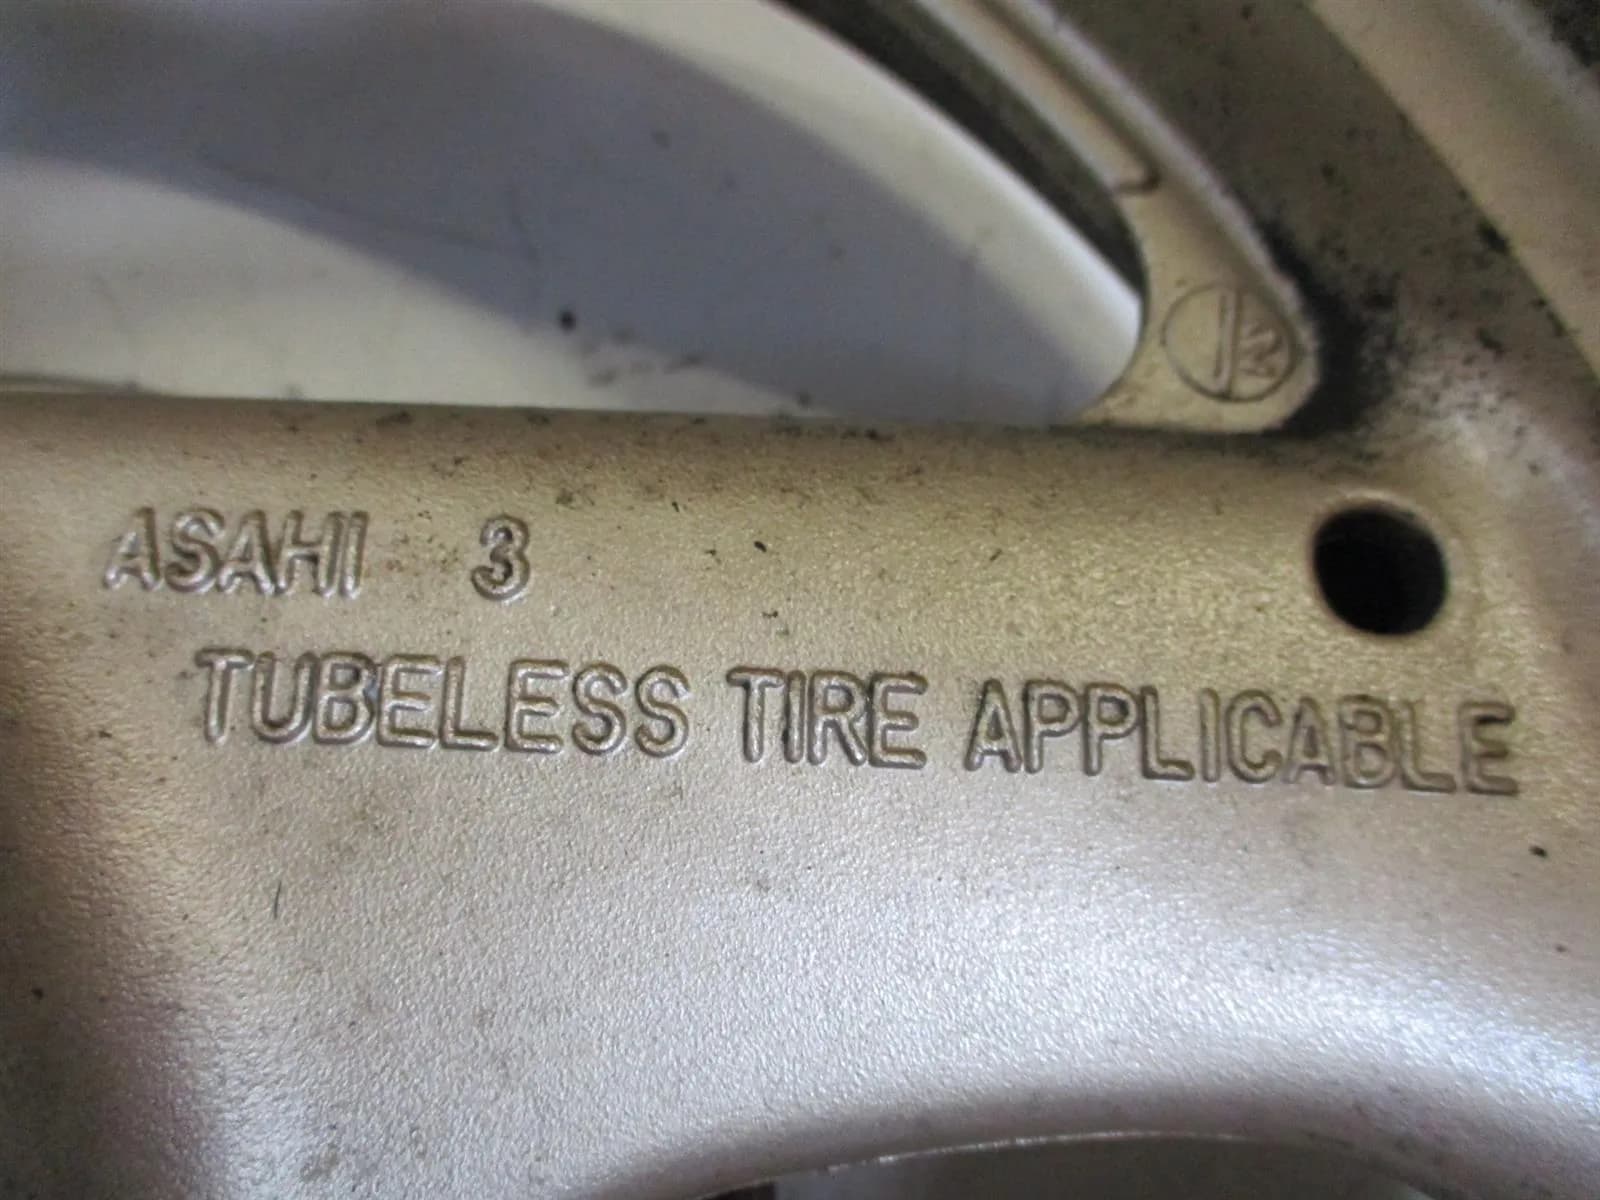 ASAHI 3
TUBELESS TIRE APPLICABLE